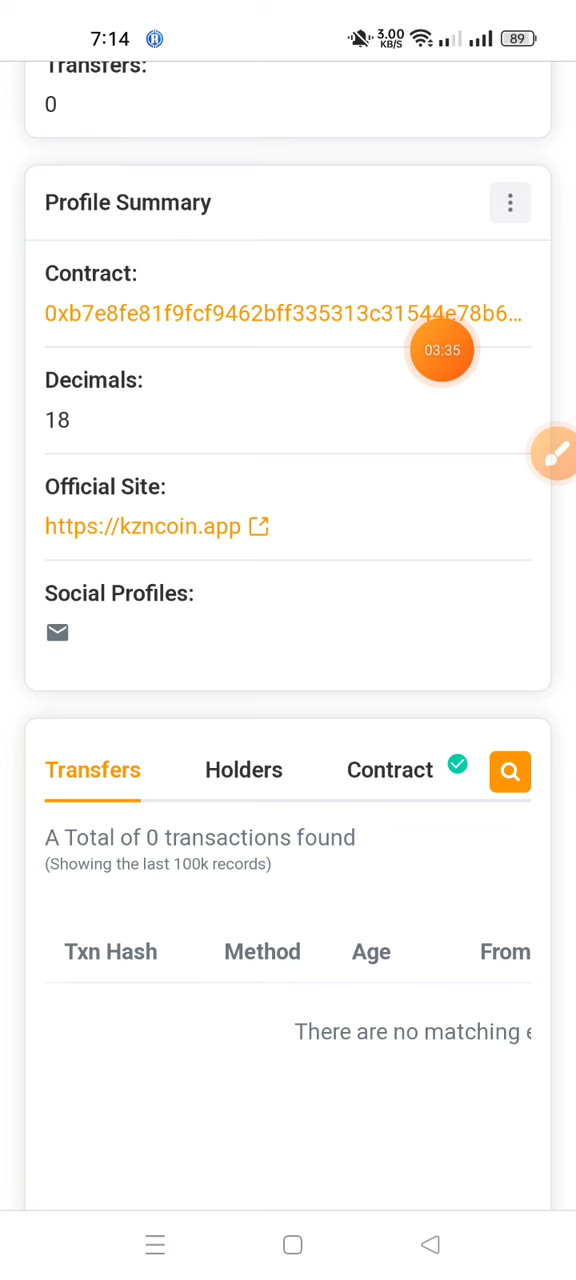 7:14
3.00
KB/S
89
Transfers:
0
Profile Summary
Contract:
0xb7e8fe81f9fcf9462bff335313c31544e78b6...
03:35
Decimals:
18
Official Site:
https://kzncoin.app
Social Profiles:
Transfers Holders Contract
A Total of 0 transactions found
(Showing the last 100k records)
Txn Hash Method Age From
There are no matching e